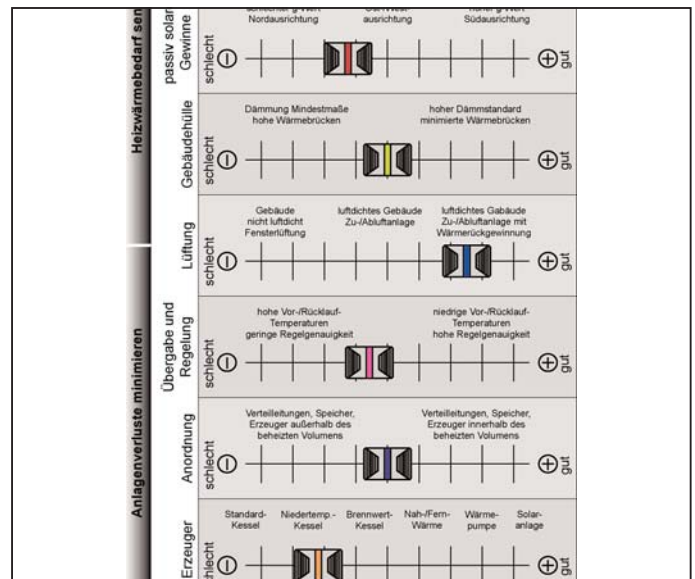 Heizwärmebedarf sen
passiv solar
Gewinne
Nordausrichtung
ausrichtung
Südausrichtung
schlecht
gut
Gebäudehülle
Dämmung Mindestmaße
hohe Wärmebrücken
hoher Dämmstandard
minimierte Wärmebrücken
schlecht
gut
Lüftung
Gebäude
nicht luftdicht
Fensterlüftung
luftdichtes Gebäude
Zu-/Abluftanlage
luftdichtes Gabäude
Zu-/Abluftanlage mit
Wärmerückgewinnung
schlecht
gut
Anlagenverluste minimieren
Übergabe und
Regelung
hohe Vor-/Rücklauf-
Temperaturen
geringe Regelgenauigkeit
niedrige Vor-/Rücklauf-
Temperaturen
hohe Regelgenauigkeit
schlecht
gut
Anordnung
Verteilleitungen, Speicher,
Erzeuger außerhalb des
beheizten Volumens
Verteilleitungen, Speicher,
Erzeuger innerhalb des
beheizten Volumens
schlecht
gut
Erzeuger
Standard-
Kessel
Niedertemp.-
Kessel
Brennwert-
Kessel
Nah-/Fern-
Wärme
Wärme-
pumpe
Solar-
anlage
schlecht
gut